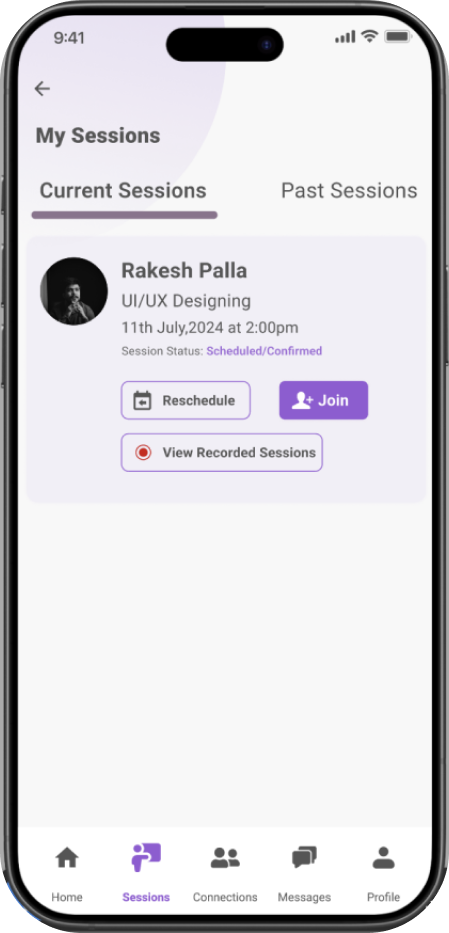 9:41
My Sessions
Current Sessions Past Sessions
Rakesh Palla
UI/UX Designing
11th July,2024 at 2:00pm
Session Status: Scheduled/Confirmed
Reschedule Join
View Recorded Sessions
Home Sessions Connections Messages Profile